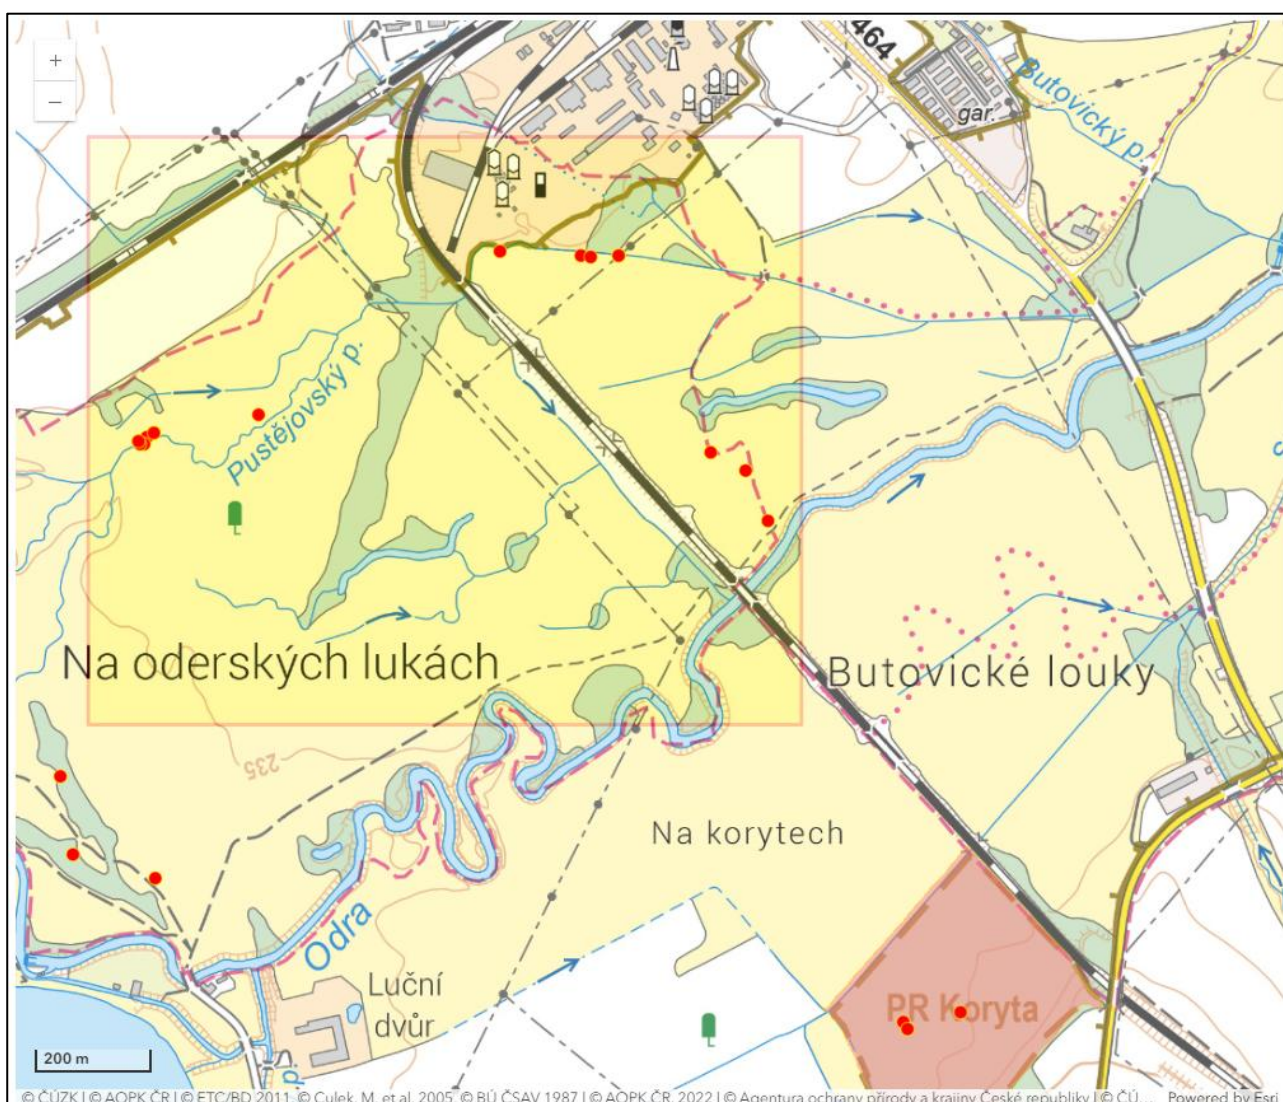 +
464
Butovický p.
gar.
−
Pustějovský p.
Na oderských lukách
Butovické louky
235
Na korytech
Odra
Luční
dvůr
PR Koryta
200 m
p.
© ČÚZK | © AOPK ČR | © ETC/BD 2011, © Culek, M. et al. 2005, © BÚ ČSAV 1987 | © AOPK ČR, 2022 | © Agentura ochrany přírody a krajiny České republiky | © ČÚ... Powered by Esri